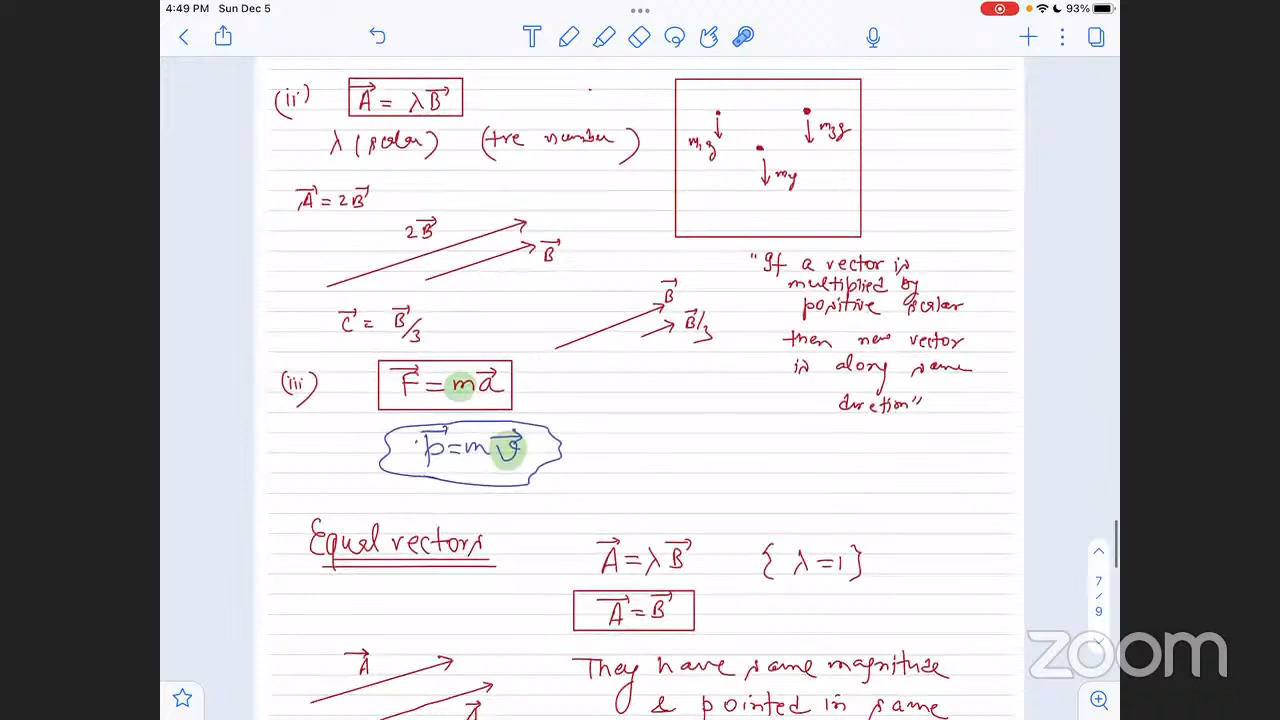 4:49 PM Sun Dec 5
93%
(ii) A⃗ = λB⃗
λ (scalar) (+ve number)
m₁g
m₃g
mg
A⃗ = 2B⃗
2B⃗
B⃗
C⃗ = B⃗/3
B⃗
B⃗/3
"If a vector is
multiplied by
positive scalar
then new vector
is along same
direction"
(iii) F⃗ = ma⃗
p⃗ = mv⃗
Equal vectors
A⃗ = λB⃗ {λ = 1}
A⃗ = B⃗
A⃗
They have same magnitude
& pointed in same
7
/
9
zoom